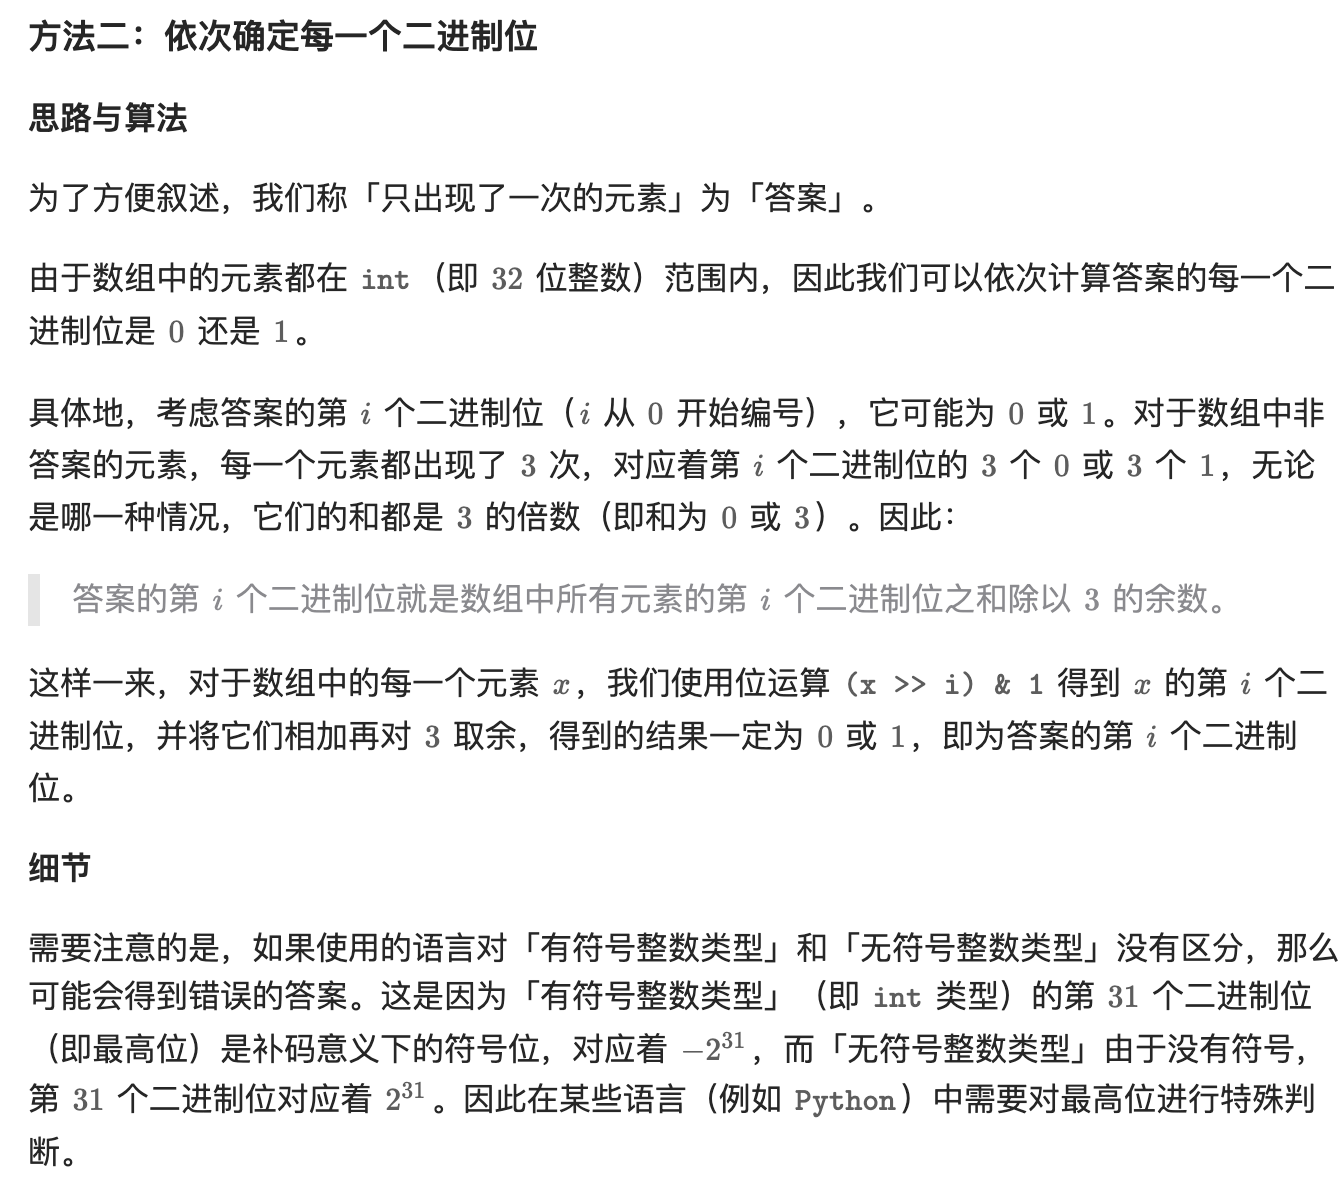 方法二：依次确定每一个二进制位
思路与算法
为了方便叙述，我们称「只出现了一次的元素」为「答案」。
由于数组中的元素都在 int （即 32 位整数）范围内，因此我们可以依次计算答案的每一个二
进制位是 0 还是 1。
具体地，考虑答案的第 i 个二进制位（i 从 0 开始编号），它可能为 0 或 1。对于数组中非
答案的元素，每一个元素都出现了 3 次，对应着第 i 个二进制位的 3 个 0 或 3 个 1，无论
是哪一种情况，它们的和都是 3 的倍数（即和为 0 或 3）。因此：
答案的第 i 个二进制位就是数组中所有元素的第 i 个二进制位之和除以 3 的余数。
这样一来，对于数组中的每一个元素 x，我们使用位运算 (x >> i) & 1 得到 x 的第 i 个二
进制位，并将它们相加再对 3 取余，得到的结果一定为 0 或 1，即为答案的第 i 个二进制
位。
细节
需要注意的是，如果使用的语言对「有符号整数类型」和「无符号整数类型」没有区分，那么
可能会得到错误的答案。这是因为「有符号整数类型」（即 int 类型）的第 31 个二进制位
（即最高位）是补码意义下的符号位，对应着 −2³¹，而「无符号整数类型」由于没有符号，
第 31 个二进制位对应着 2³¹。因此在某些语言（例如 Python）中需要对最高位进行特殊判
断。